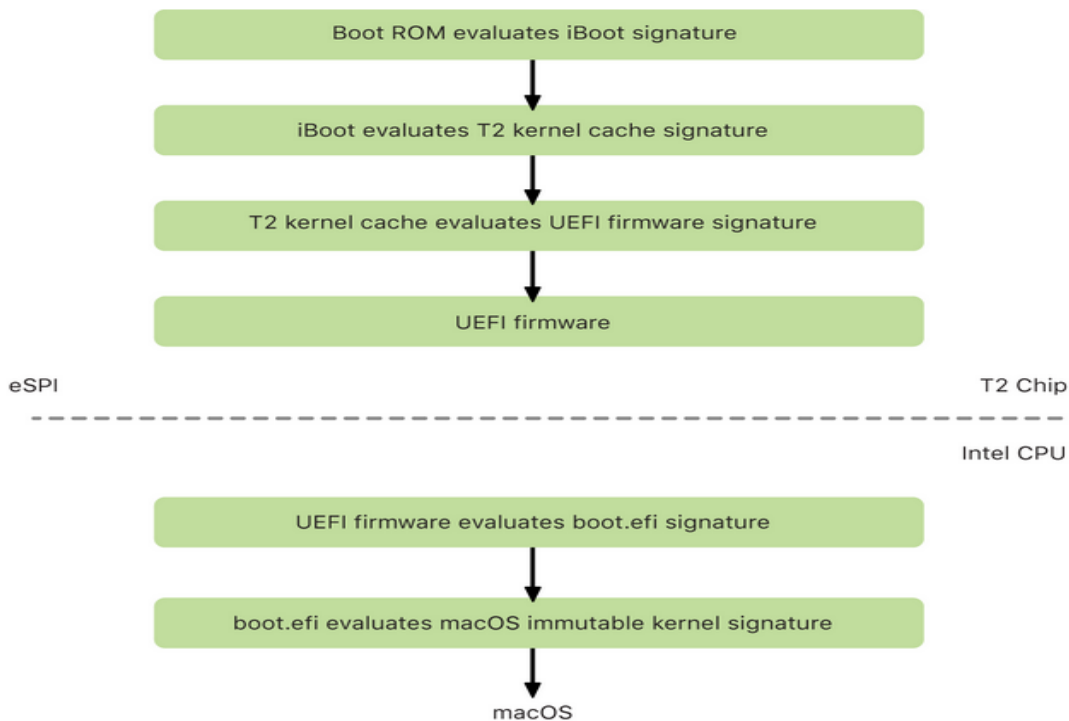 Boot ROM evaluates iBoot signature
iBoot evaluates T2 kernel cache signature
T2 kernel cache evaluates UEFI firmware signature
UEFI firmware
eSPI
T2 Chip
Intel CPU
UEFI firmware evaluates boot.efi signature
boot.efi evaluates macOS immutable kernel signature
macOS